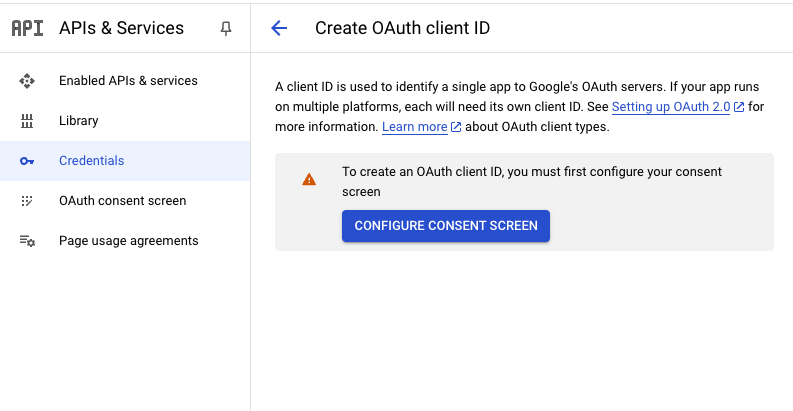 API APIs & Services
Create OAuth client ID
Enabled APIs & services
Library
Credentials
OAuth consent screen
Page usage agreements
A client ID is used to identify a single app to Google's OAuth servers. If your app runs
on multiple platforms, each will need its own client ID. See Setting up OAuth 2.0 for
more information. Learn more about OAuth client types.
To create an OAuth client ID, you must first configure your consent
screen
CONFIGURE CONSENT SCREEN